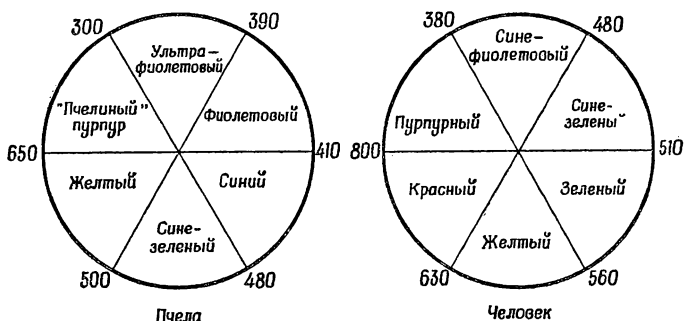 300
390
Ультра-
фиолетовый
"Пчелиный"
пурпур
Фиолетовый
650
410
Желтый
Синий
Сине-
зеленый
500
480
Пчела
380
480
Сине-
фиолетовый
Пурпурный
Сине-
зелены
800
510
Красный
Зеленый
Желтый
630
560
Человек